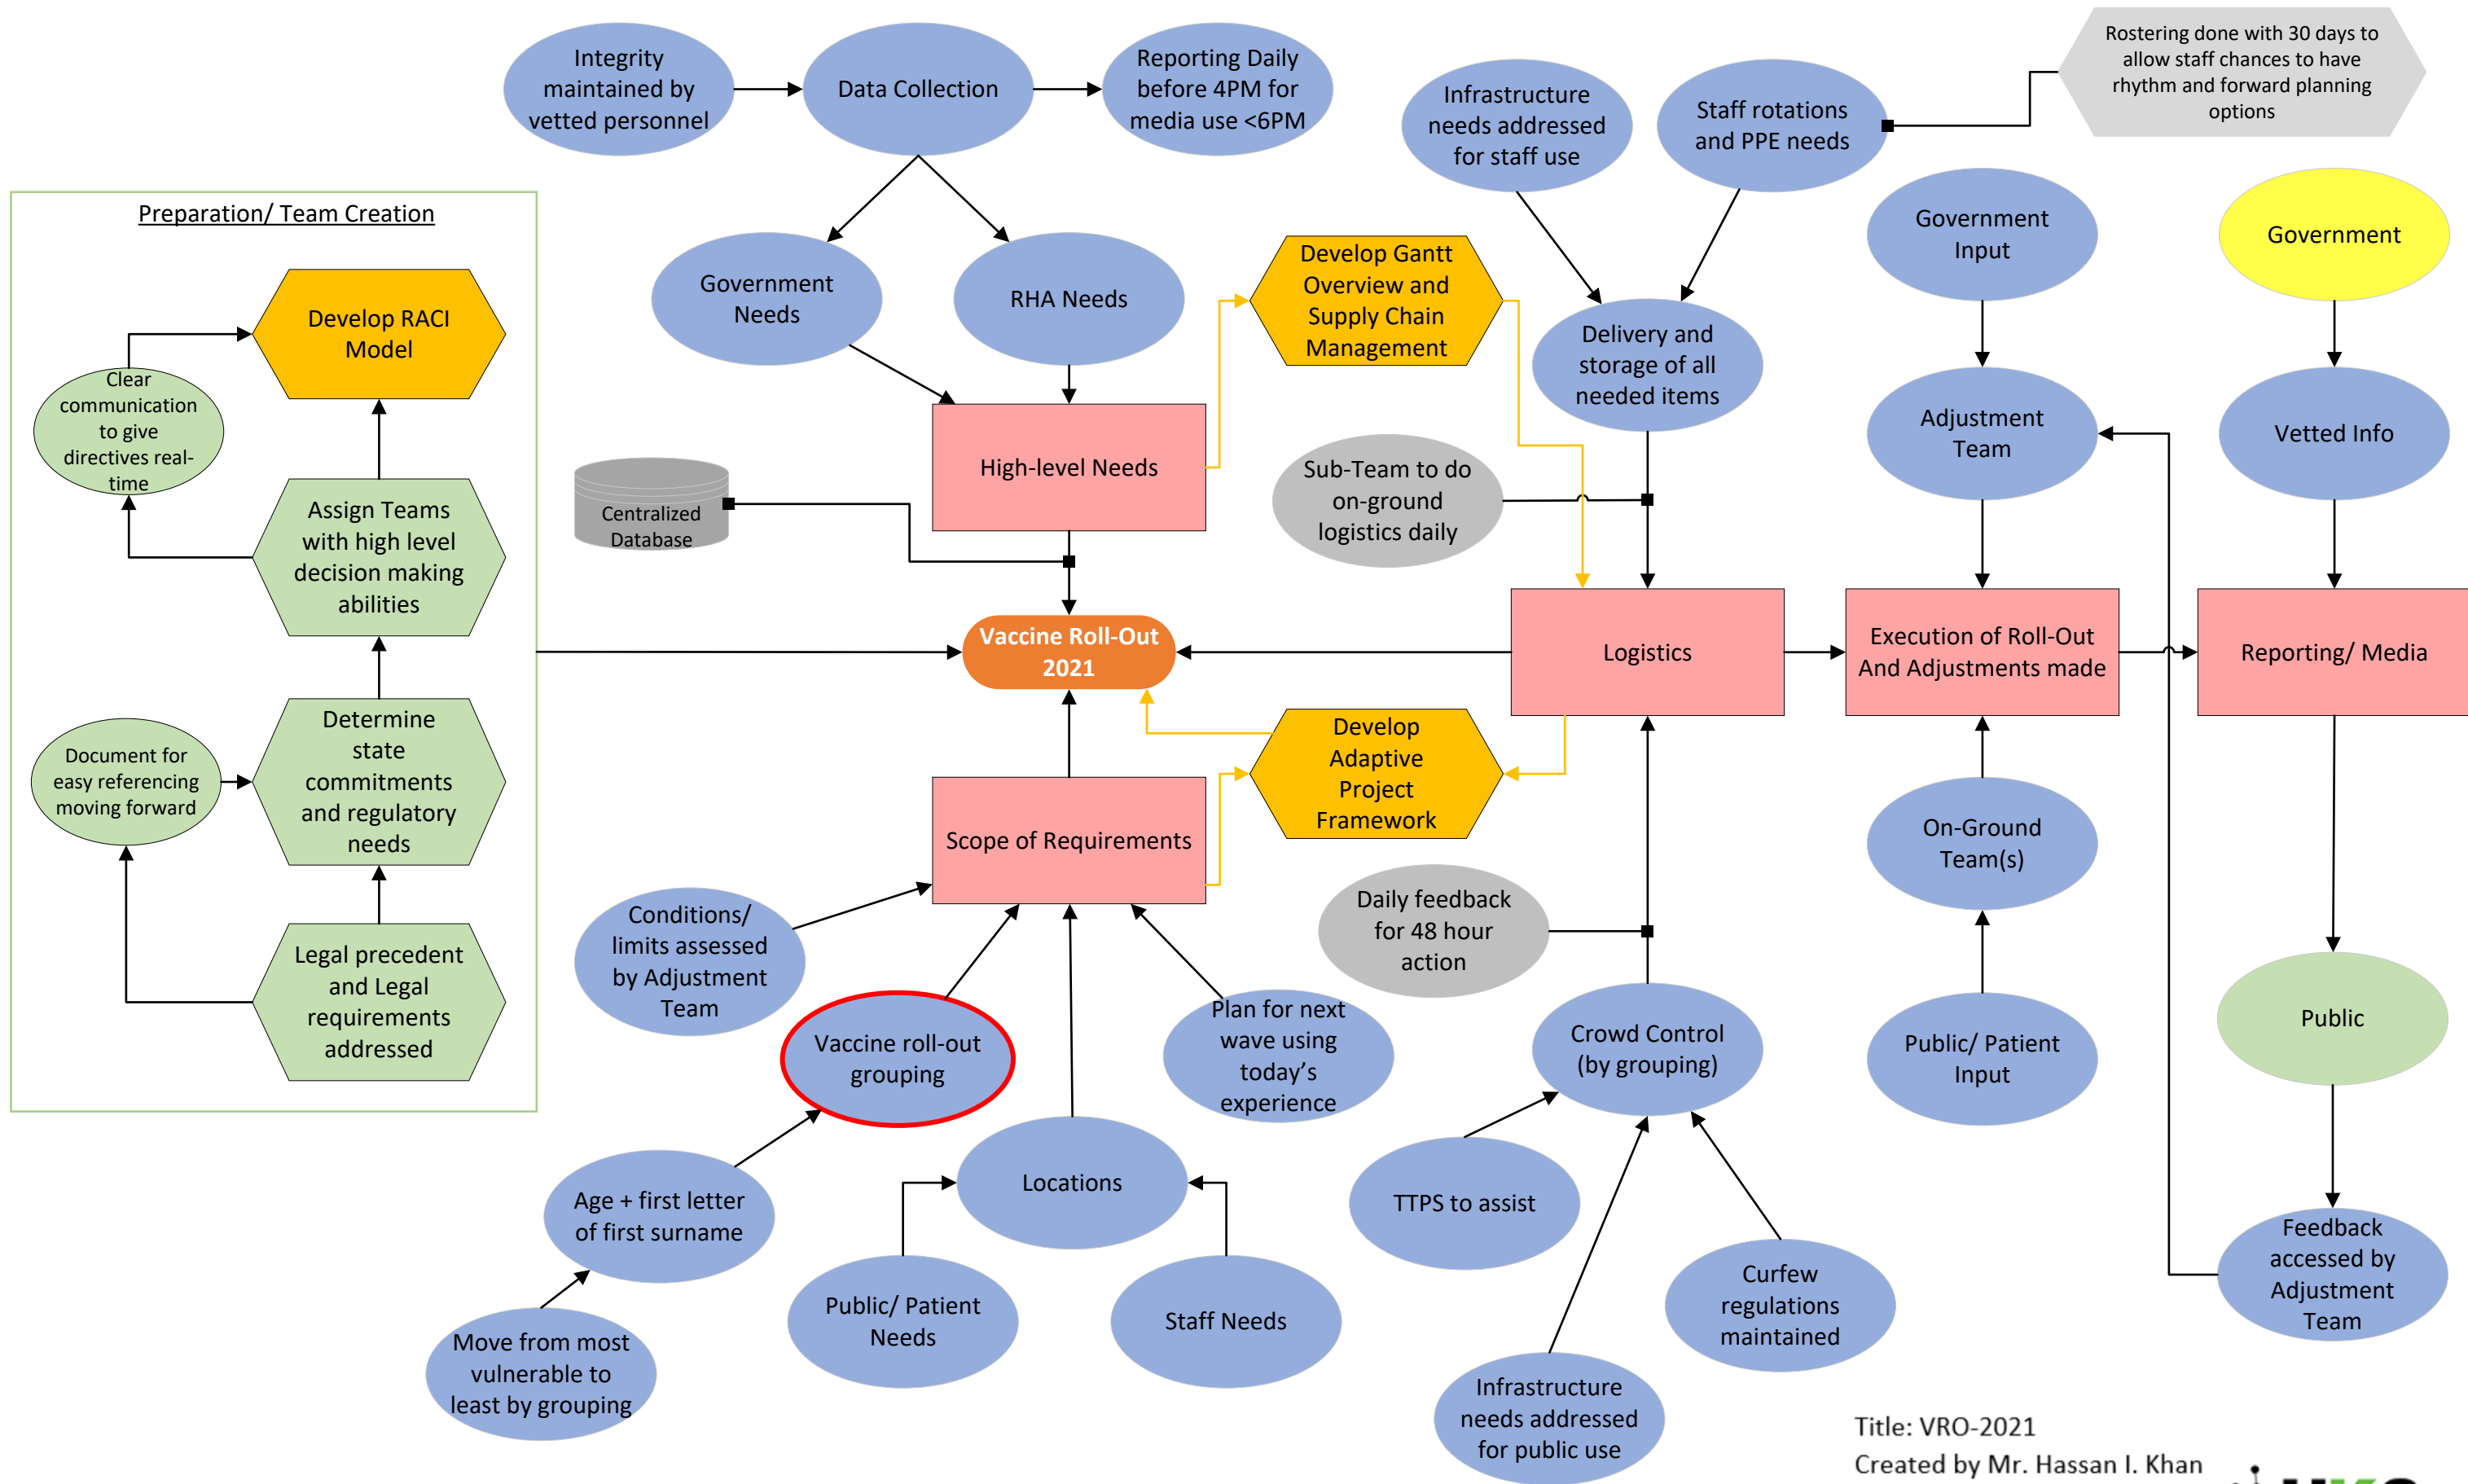 Integrity
maintained by
vetted personnel
Data Collection
Reporting Daily
before 4PM for
media use <6PM
Infrastructure
needs addressed
for staff use
Staff rotations
and PPE needs
Rostering done with 30 days to
allow staff chances to have
rhythm and forward planning
options
Preparation/ Team Creation
Develop RACI
Model
Clear
communication
to give
directives real-
time
Assign Teams
with high level
decision making
abilities
Document for
easy referencing
moving forward
Determine
state
commitments
and regulatory
needs
Legal precedent
and Legal
requirements
addressed
Government
Needs
RHA Needs
Develop Gantt
Overview and
Supply Chain
Management
High-level Needs
Centralized
Database
Delivery and
storage of all
needed items
Sub-Team to do
on-ground
logistics daily
Government
Input
Government
Adjustment
Team
Vetted Info
Vaccine Roll-Out
2021
Logistics
Execution of Roll-Out
And Adjustments made
Reporting/ Media
Develop
Adaptive
Project
Framework
Scope of Requirements
Conditions/
limits assessed
by Adjustment
Team
Vaccine roll-out
grouping
Plan for next
wave using
today’s
experience
Daily feedback
for 48 hour
action
On-Ground
Team(s)
Crowd Control
(by grouping)
Public/ Patient
Input
Public
Age + first letter
of first surname
Locations
TTPS to assist
Move from most
vulnerable to
least by grouping
Public/ Patient
Needs
Staff Needs
Curfew
regulations
maintained
Feedback
accessed by
Adjustment
Team
Infrastructure
needs addressed
for public use
Title: VRO-2021
Created by Mr. Hassan I. Khan